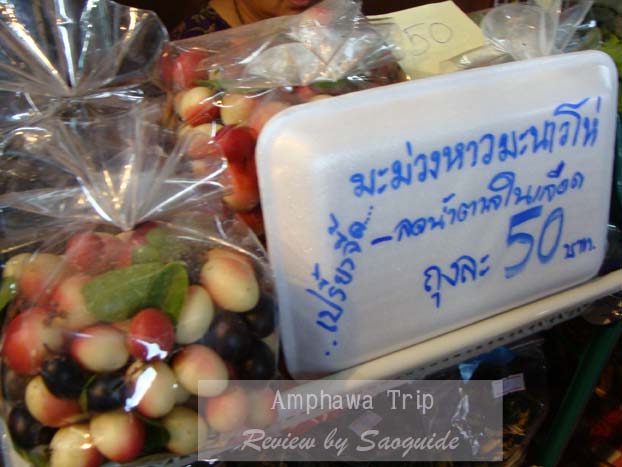 50
มะม่วงหาวมะนาวโห่
-ลดน้ำตาลในเลือด
..เปรี้ยวจี๊ด...
ถุงละ 50 บาท.
Amphawa Trip
Review by Saoguide